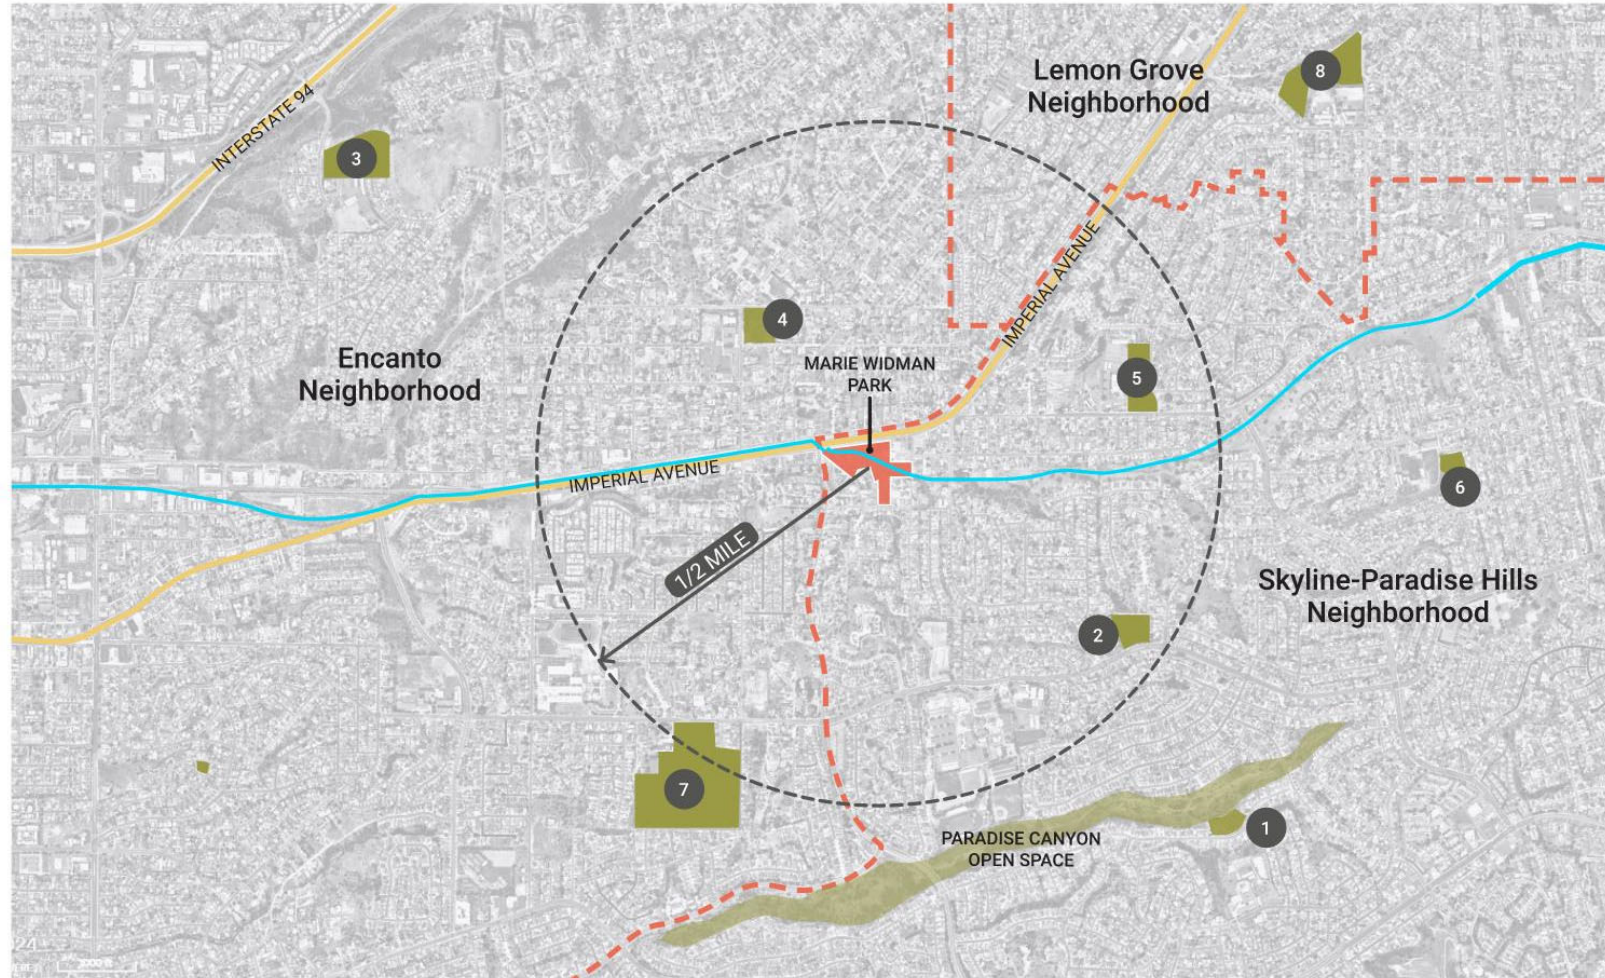 Lemon Grove
Neighborhood
8
INTERSTATE 94
3
IMPERIAL AVENUE
4
Encanto
Neighborhood
MARIE WIDMAN
PARK
5
IMPERIAL AVENUE
6
1/2 MILE
Skyline-Paradise Hills
Neighborhood
2
7
PARADISE CANYON
OPEN SPACE
1